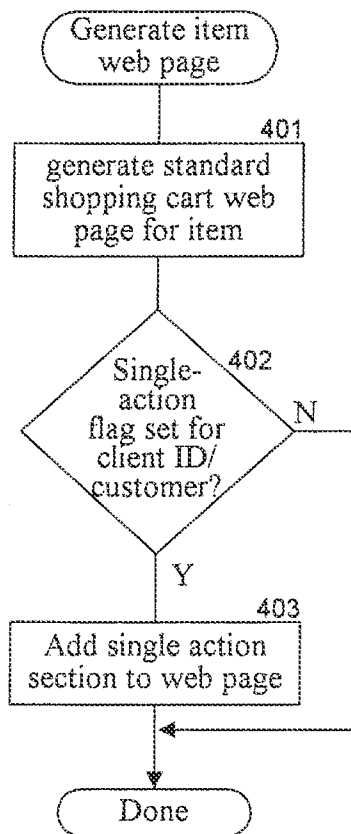 Generate item
web page
401
generate standard
shopping cart web
page for item
402
Single-
action
flag set for
client ID/
customer?
N
Y
403
Add single action
section to web page
Done